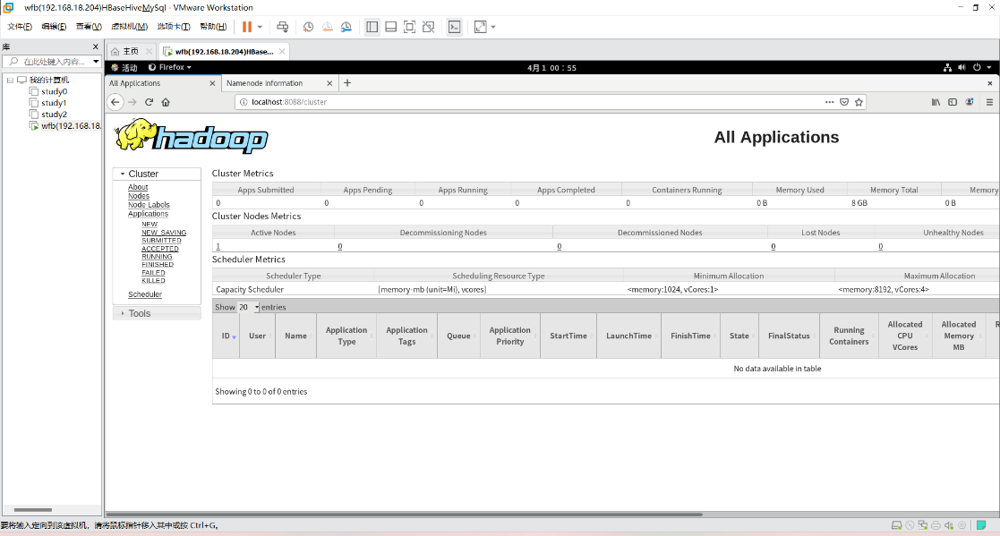 wfb(192.168.18.204)HBaseHiveMySql - VMware Workstation
文件(F) 编辑(E) 查看(V) 虚拟机(M) 选项卡(T) 帮助(H)
库
在此处键入内容...
我的计算机
study0
study1
study2
wfb(192.168.18.
主页
wfb(192.168.18.204)HBase...
活动 Firefox
4月1 00：55
All Applications
Namenode information
localhost:8088/cluster
hadoop
All Applications
Cluster
About
Nodes
Node Labels
Applications
NEW
NEW_SAVING
SUBMITTED
ACCEPTED
RUNNING
FINISHED
FAILED
KILLED
Scheduler
Tools
Cluster Metrics
Apps Submitted Apps Pending Apps Running Apps Completed Containers Running Memory Used Memory Total Memory
0 0 0 0 0 0 B 8 GB 0 B
Cluster Nodes Metrics
Active Nodes Decommissioning Nodes Decommissioned Nodes Lost Nodes Unhealthy Nodes
1 0 0 0 0
Scheduler Metrics
Scheduler Type Scheduling Resource Type Minimum Allocation Maximum Allocation
Capacity Scheduler [memory-mb (unit=Mi), vcores] <memory:1024, vCores:1> <memory:8192, vCores:4>
Show 20 entries
ID User Name Application Type Application Tags Queue Application Priority StartTime LaunchTime FinishTime State FinalStatus Running Containers Allocated CPU VCores Allocated Memory MB
No data available in table
Showing 0 to 0 of 0 entries
要将输入定向到该虚拟机，请将鼠标指针移入其中或按 Ctrl+G。